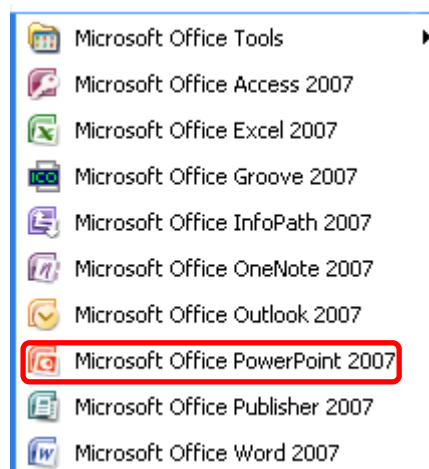 Microsoft Office Tools
Microsoft Office Access 2007
Microsoft Office Excel 2007
ICO Microsoft Office Groove 2007
Microsoft Office InfoPath 2007
Microsoft Office OneNote 2007
Microsoft Office Outlook 2007
Microsoft Office PowerPoint 2007
Microsoft Office Publisher 2007
Microsoft Office Word 2007